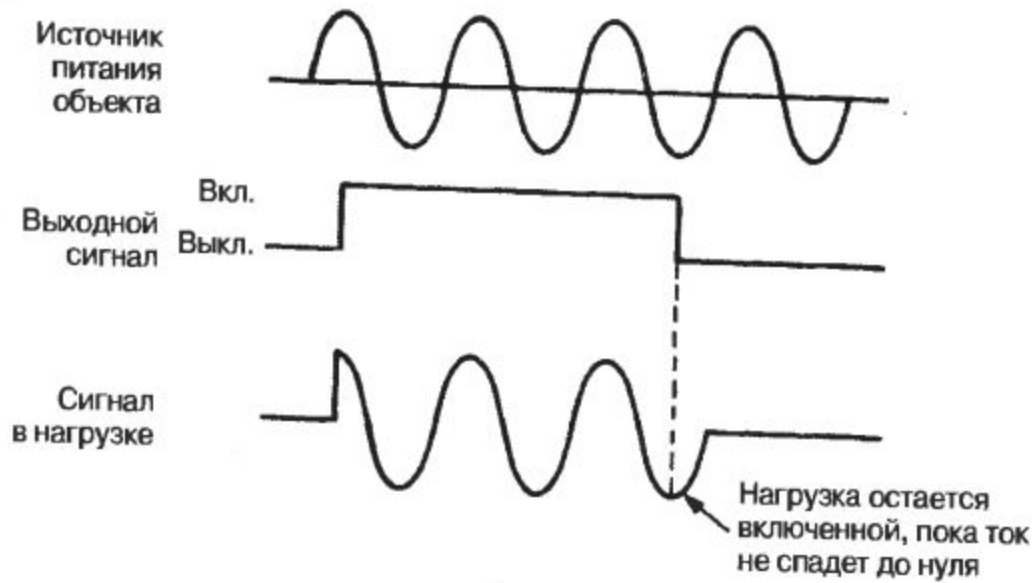 Источник
питания
объекта
Вкл.
Выходной
сигнал
Выкл.
Сигнал
в нагрузке
Нагрузка остается
включенной, пока ток
не спадет до нуля